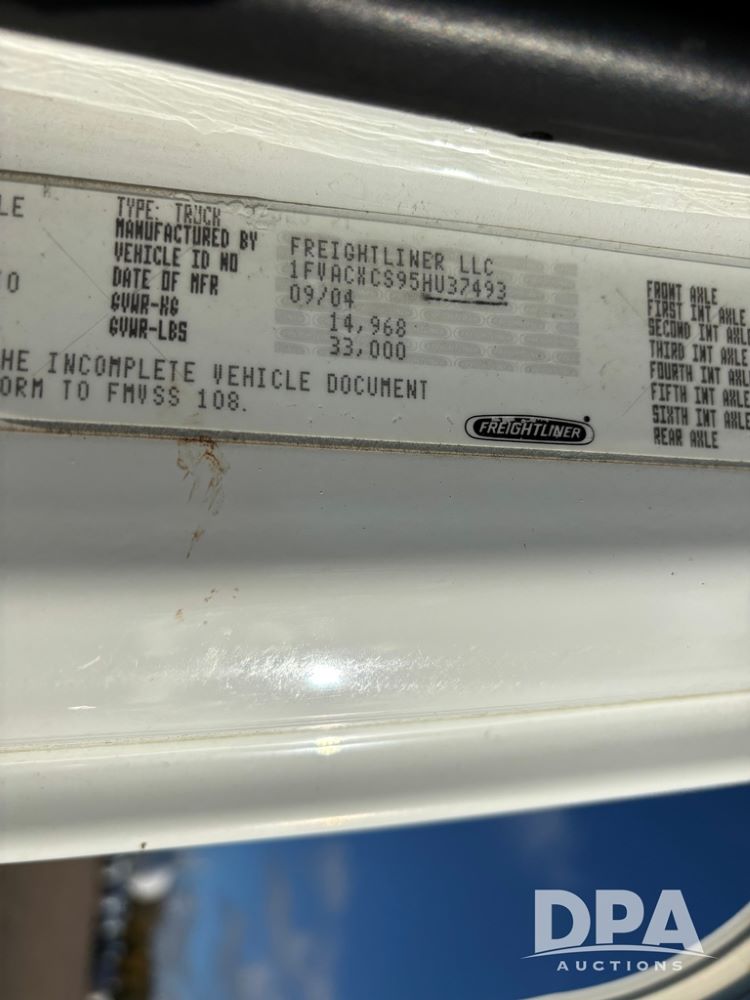 LE
TYPE: TRUCK
MANUFACTURED BY FREIGHTLINER LLC
VEHICLE ID NO 1FVACXCS95HU37493
DATE OF MFR 09/04
GVWR-KG 14,968
GVWR-LBS 33,000
HE INCOMPLETE VEHICLE DOCUMENT
ORM TO FMVSS 108.
FREIGHTLINER
FRONT AXLE
FIRST INT AXLE
SECOND INT AXLE
THIRD INT AXLE
FOURTH INT AXLE
FIFTH INT AXLE
SIXTH INT AXLE
REAR AXLE
DPA
AUCTIONS